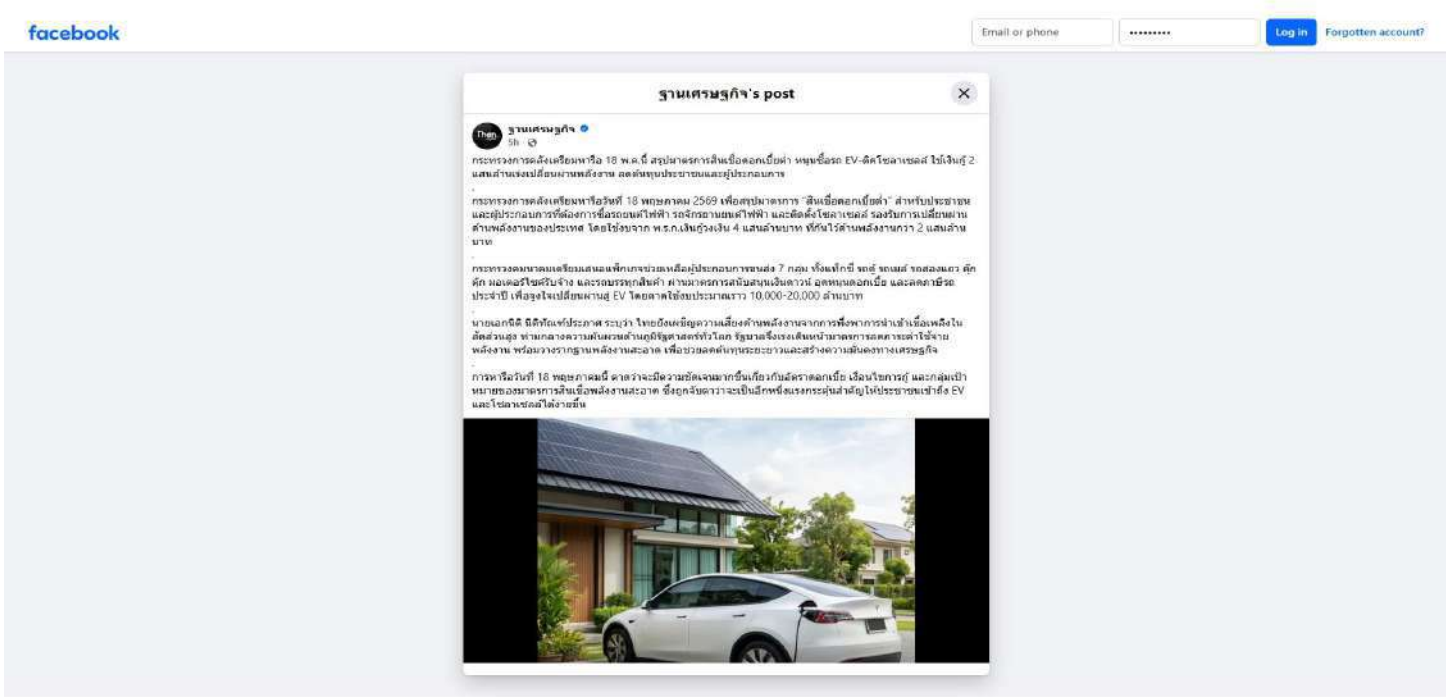 facebook
Email or phone
•••••••••
Log in
Forgotten account?
ฐานเศรษฐกิจ's post
Then
ฐานเศรษฐกิจ
5h
กระทรวงการคลังเตรียมหารือ 18 พ.ค.นี้ สรุปมาตรการสินเชื่อดอกเบี้ยต่ำ หนุนซื้อรถ EV-ติดโซลาเซลล์ ใช้เงินกู้ 2
แสนล้านเร่งเปลี่ยนผ่านพลังงาน ลดต้นทุนประชาชนและผู้ประกอบการ
.
กระทรวงการคลังเตรียมหารือวันที่ 18 พฤษภาคม 2569 เพื่อสรุปมาตรการ "สินเชื่อดอกเบี้ยต่ำ" สำหรับประชาชน
และผู้ประกอบการที่ต้องการซื้อรถยนต์ไฟฟ้า รถจักรยานยนต์ไฟฟ้า และติดตั้งโซลาเซลล์ รองรับการเปลี่ยนผ่าน
ด้านพลังงานของประเทศ โดยใช้งบจาก พ.ร.ก.เงินกู้วงเงิน 4 แสนล้านบาท ที่กันไว้ด้านพลังงานกว่า 2 แสนล้าน
บาท
.
กระทรวงคมนาคมเตรียมเสนอแพ็กเกจช่วยเหลือผู้ประกอบการขนส่ง 7 กลุ่ม ทั้งแท็กซี่ รถตู้ รถเมล์ รถสองแถว ตุ๊ก
ตุ๊ก มอเตอร์ไซค์รับจ้าง และรถบรรทุกสินค้า ผ่านมาตรการสนับสนุนเงินดาวน์ อุดหนุนดอกเบี้ย และลดภาษีรถ
ประจำปี เพื่อจูงใจเปลี่ยนผ่านสู่ EV โดยคาดใช้งบประมาณราว 10,000-20,000 ล้านบาท
.
นายเอกนิติ นิติทัณฑ์ประภาศ ระบุว่า ไทยยังเผชิญความเสี่ยงด้านพลังงานจากการพึ่งพาการนำเข้าเชื้อเพลิงใน
สัดส่วนสูง ท่ามกลางความผันผวนด้านภูมิรัฐศาสตร์ทั่วโลก รัฐบาลจึงเร่งเดินหน้ามาตรการลดภาระค่าใช้จ่าย
พลังงาน พร้อมวางรากฐานพลังงานสะอาด เพื่อช่วยลดต้นทุนระยะยาวและสร้างความมั่นคงทางเศรษฐกิจ
.
การหารือวันที่ 18 พฤษภาคมนี้ คาดว่าจะมีความชัดเจนมากขึ้นเกี่ยวกับอัตราดอกเบี้ย เงื่อนไขการกู้ และกลุ่มเป้า
หมายของมาตรการสินเชื่อพลังงานสะอาด ซึ่งถูกจับตาว่าจะเป็นอีกหนึ่งแรงกระตุ้นสำคัญให้ประชาชนเข้าถึง EV
และโซลาเซลล์ได้ง่ายขึ้น